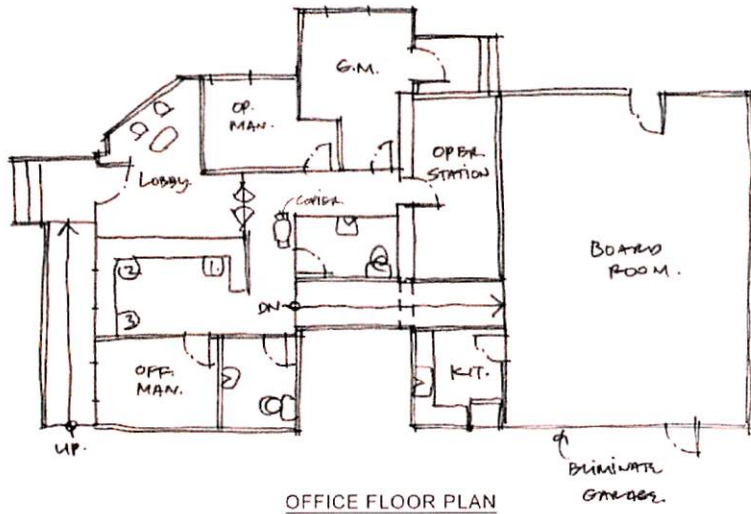 G.M.
OP.
MAN.
OPER
STATION
LOBBY.
COPIER.
BOARD
ROOM.
2
1.
3
DN
OFF.
MAN.
KIT.
UP.
ELIMINATE
GARAGE
OFFICE FLOOR PLAN